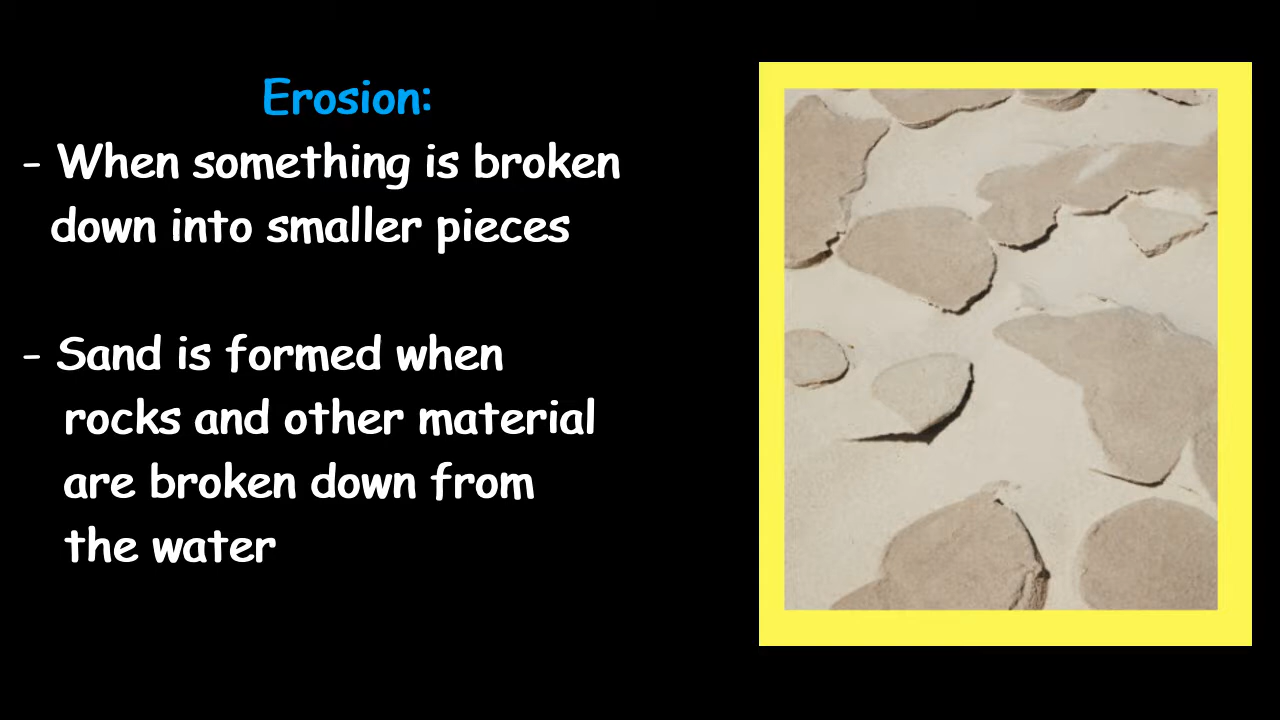 Erosion:
- When something is broken
down into smaller pieces
- Sand is formed when
rocks and other material
are broken down from
the water